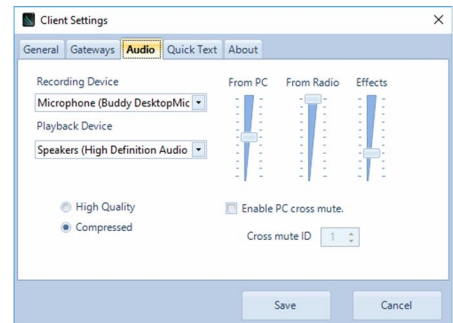 Client Settings
General Gateways Audio Quick Text About
Recording Device
Microphone (Buddy DesktopMic
Playback Device
Speakers (High Definition Audio
From PC From Radio Effects
High Quality
Compressed
Enable PC cross mute.
Cross mute ID 1
Save Cancel